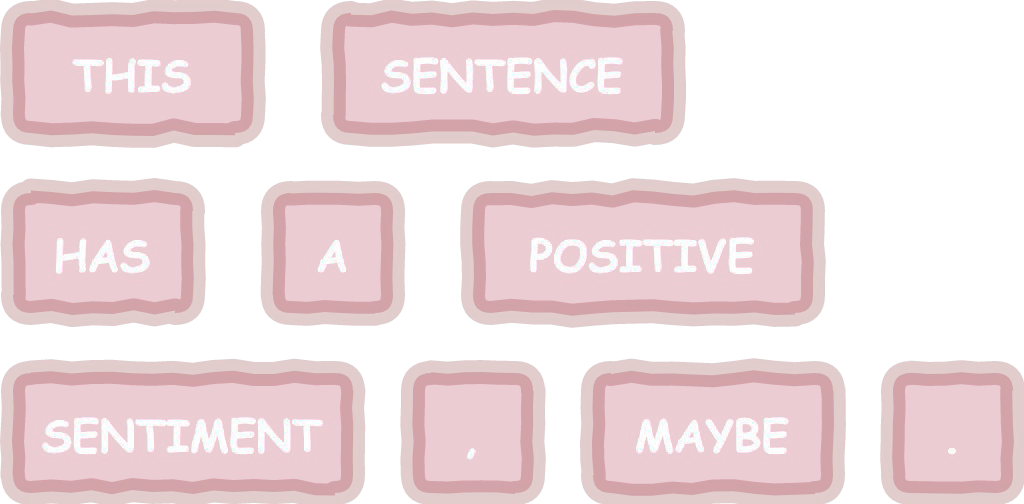 THIS SENTENCE
HAS A POSITIVE
SENTIMENT , MAYBE .